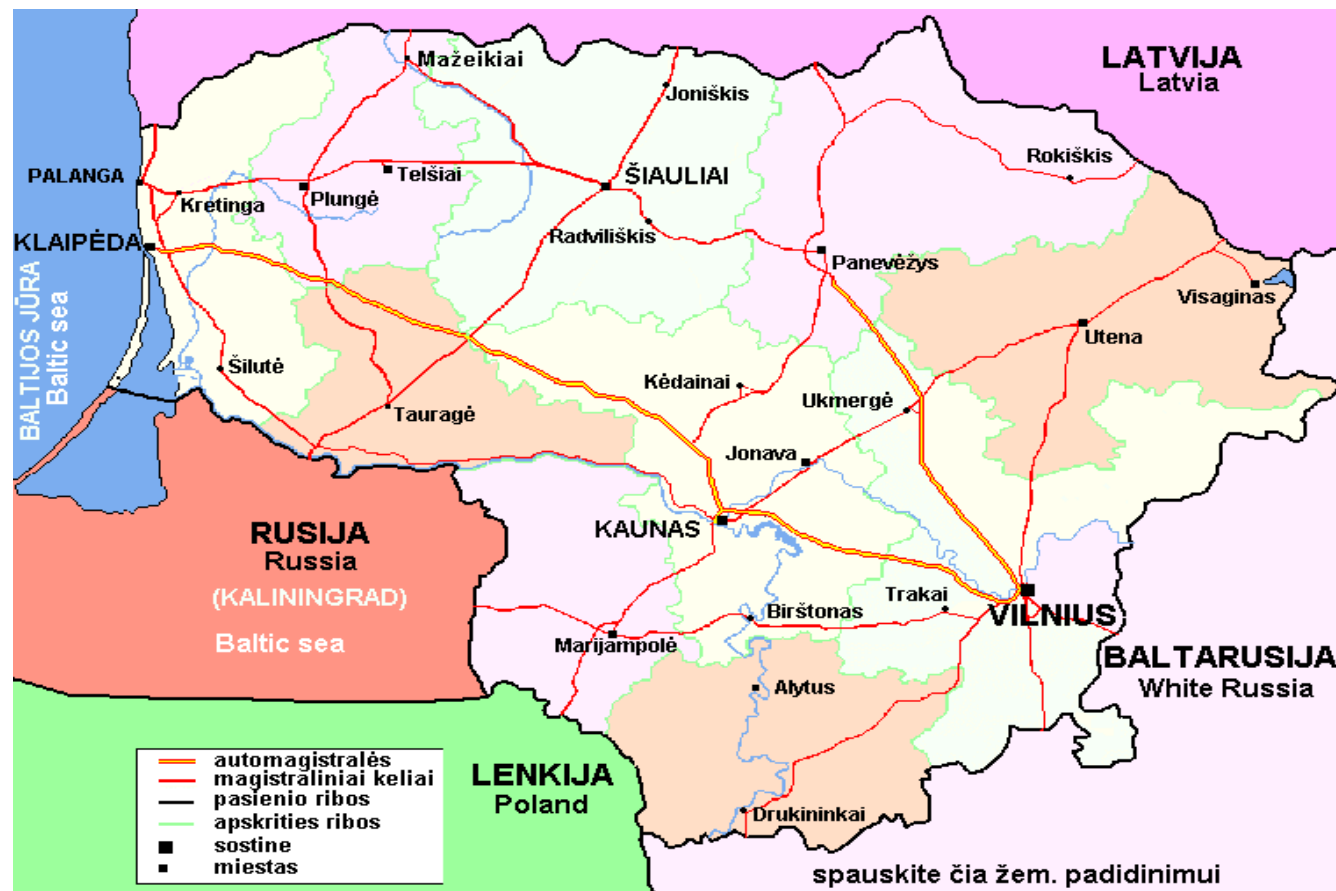 LATVIJA
Latvia
Mažeikiai
Joniškis
Rokiškis
PALANGA
Telšiai
ŠIAULIAI
Plungė
Kretinga
Radviliškis
KLAIPĖDA
Panevėžys
Visaginas
BALTIJOS JŪRA
Baltic sea
Utena
Šilutė
Kėdainai
Ukmergė
Tauragė
Jonava
KAUNAS
RUSIJA
Russia
(KALININGRAD)
Baltic sea
Trakai
Birštonas
VILNIUS
Marijampolė
BALTARUSIJA
White Russia
Alytus
LENKIJA
Poland
Drukininkai
automagistralės
magistraliniai keliai
pasienio ribos
apskrities ribos
sostine
miestas
spauskite čia žem. padidinimui